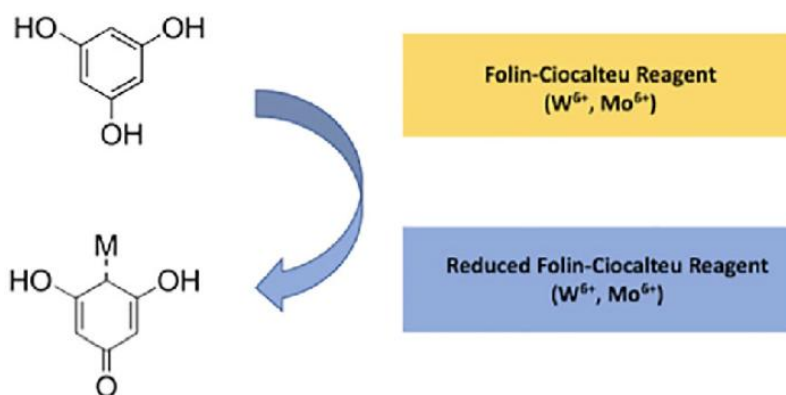 HO OH
OH
Folin-Ciocalteu Reagent
(W⁶⁺, Mo⁶⁺)
M
HO OH
O
Reduced Folin-Ciocalteu Reagent
(W⁶⁺, Mo⁶⁺)